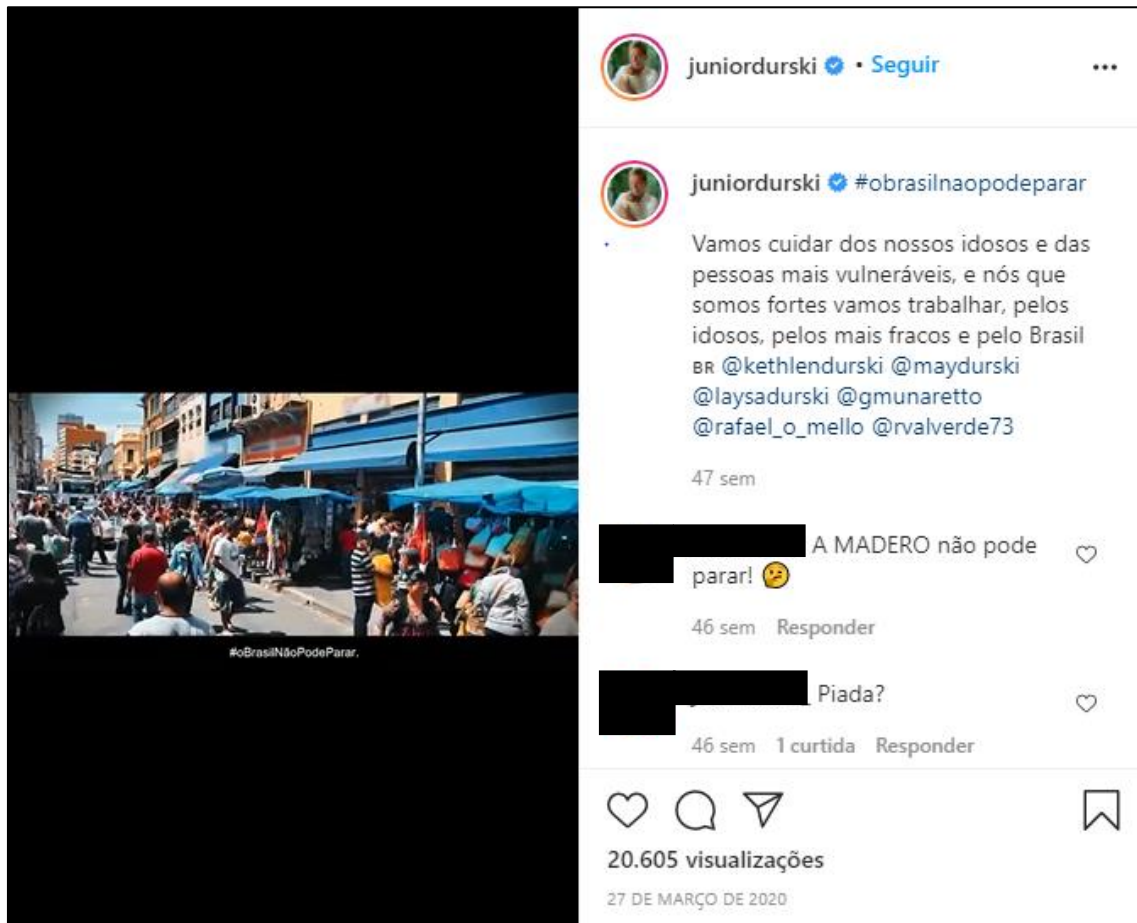 juniordurski • Seguir
juniordurski #obrasilnaopodeparar
Vamos cuidar dos nossos idosos e das
pessoas mais vulneráveis, e nós que
somos fortes vamos trabalhar, pelos
idosos, pelos mais fracos e pelo Brasil
BR @kethlendurski @maydurski
@laysadurski @gmunaretto
@rafael_o_mello @rvalverde73
47 sem
A MADERO não pode
parar!
46 sem Responder
Piada?
46 sem 1 curtida Responder
#oBrasilNãoPodeParar.
20.605 visualizações
27 DE MARÇO DE 2020